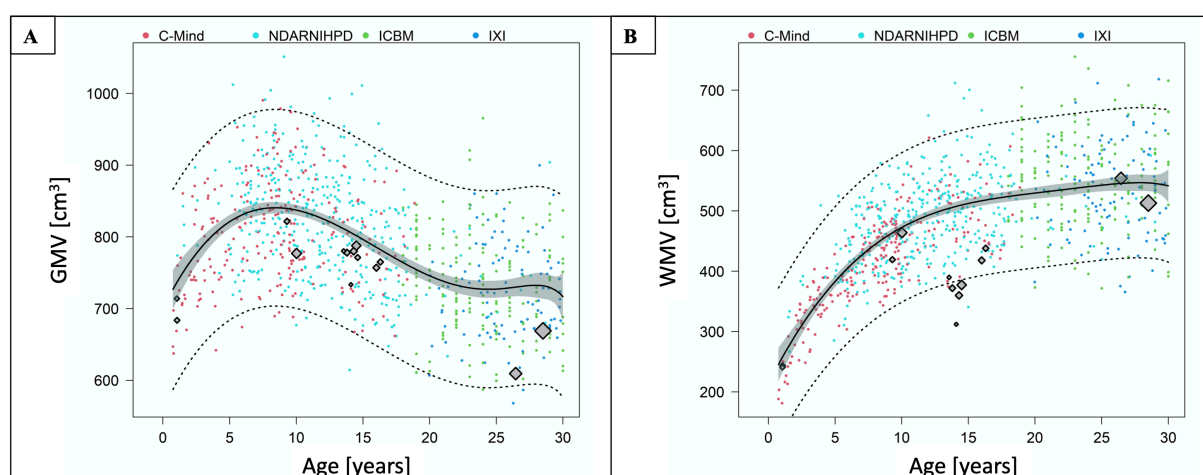 A
C-Mind NDARNIHPD ICBM IXI
GMV [cm³]
1000
900
800
700
600
0 5 10 15 20 25 30
Age [years]
B
C-Mind NDARNIHPD ICBM IXI
WMV [cm³]
700
600
500
400
300
200
0 5 10 15 20 25 30
Age [years]